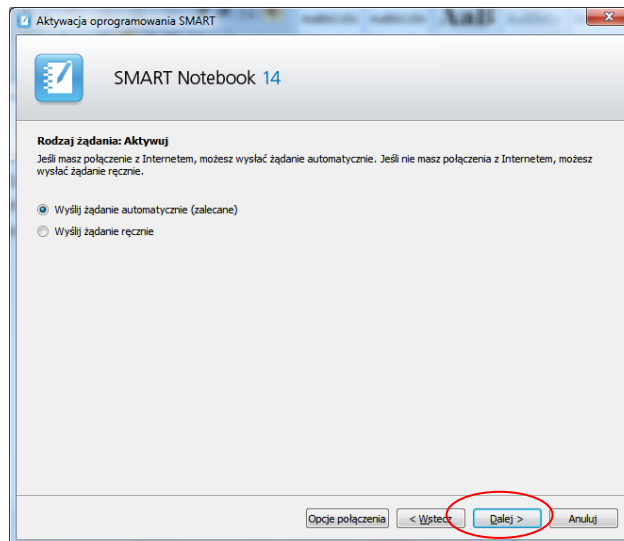 Aktywacja oprogramowania SMART
SMART Notebook 14
Rodzaj żądania: Aktywuj
Jeśli masz połączenie z Internetem, możesz wysłać żądanie automatycznie. Jeśli nie masz połączenia z Internetem, możesz
wysłać żądanie ręcznie.
Wyślij żądanie automatycznie (zalecane)
Wyślij żądanie ręcznie
Opcje połączenia < Wstecz Dalej > Anuluj